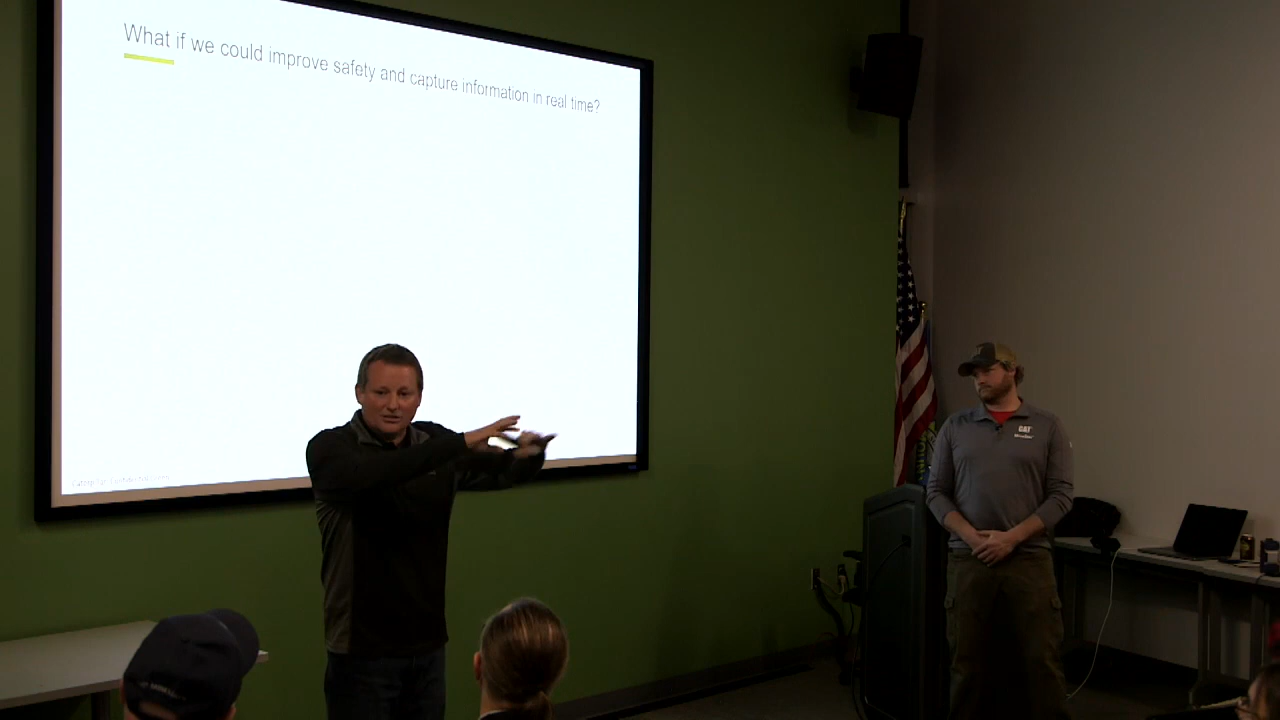 What if we could improve safety and capture information in real time?
CAT